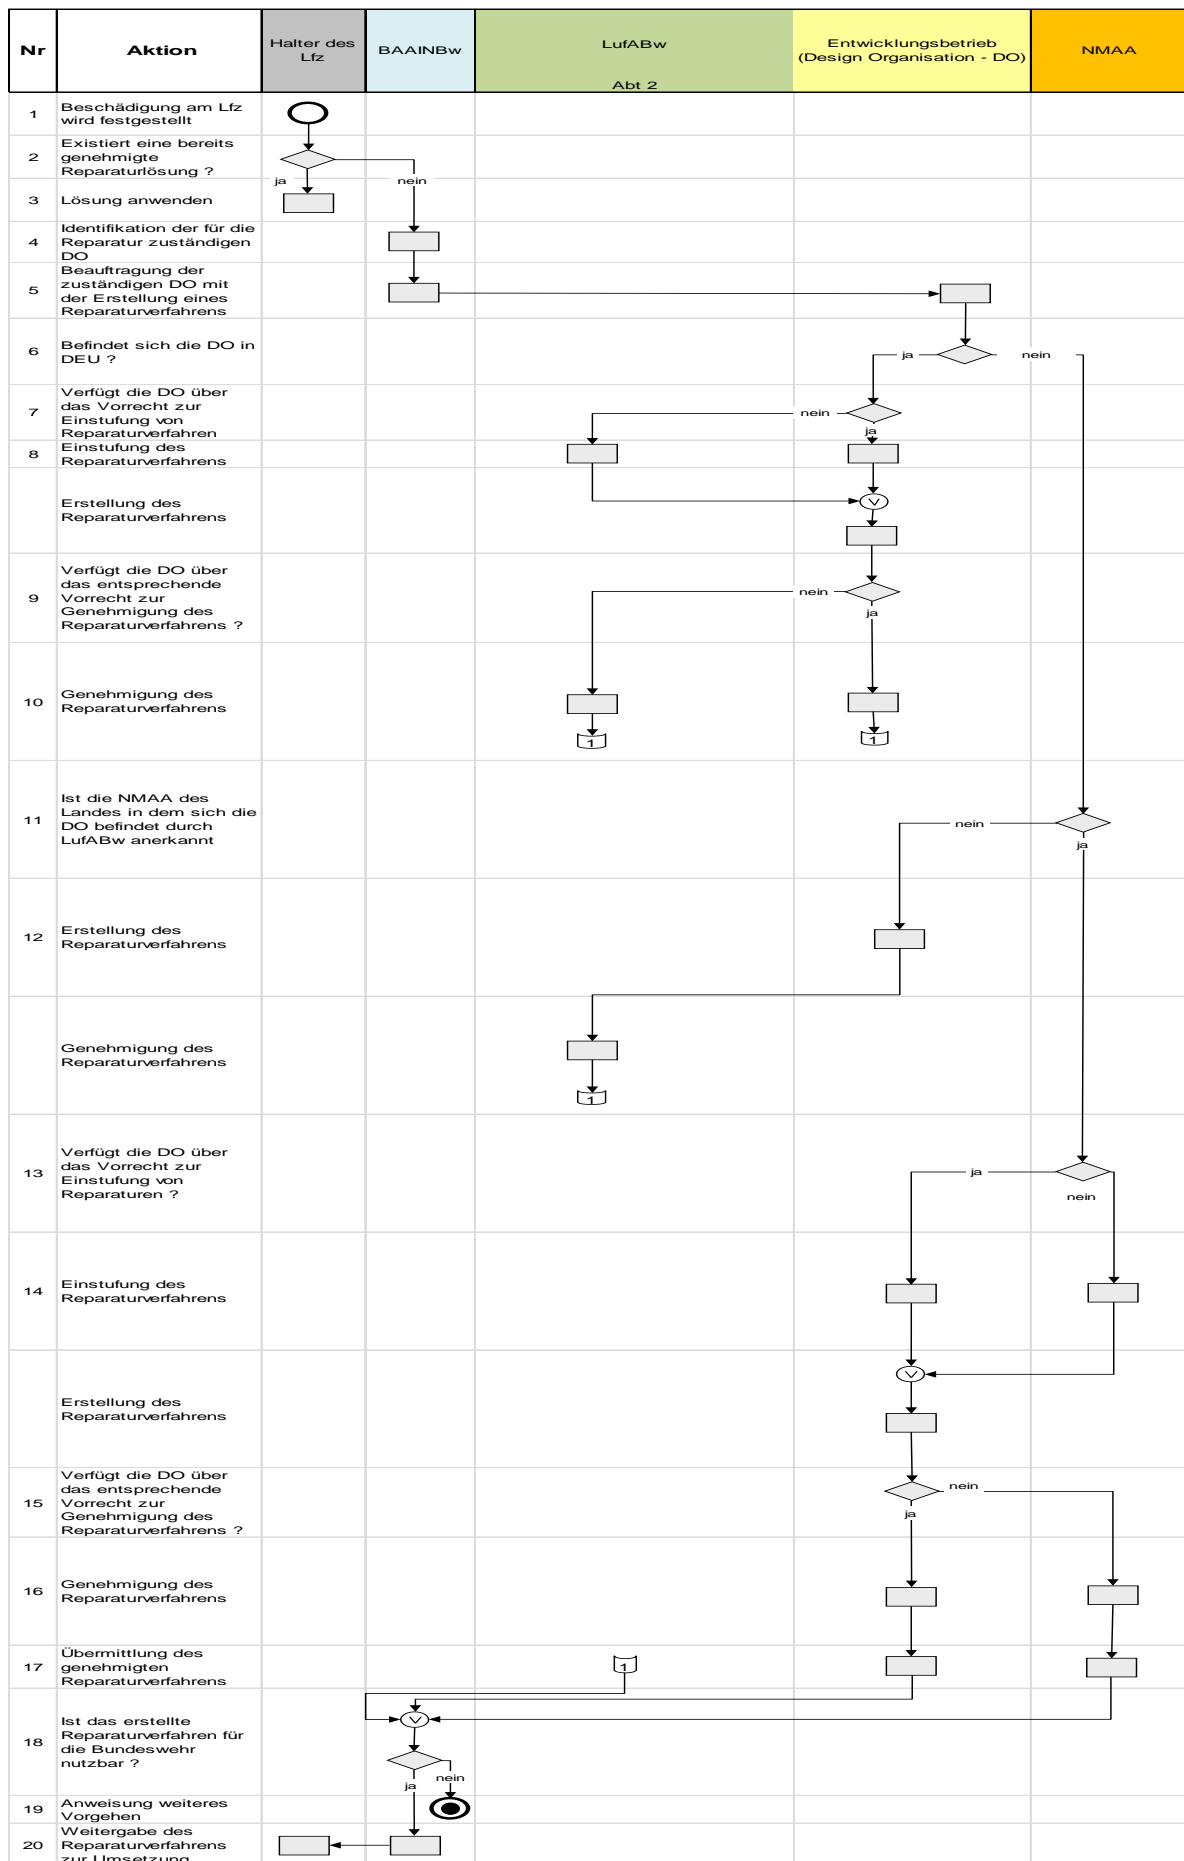 Nr
Aktion
Halter des
Lfz
BAAINBw
LufABw
Abt 2
Entwicklungsbetrieb
(Design Organisation - DO)
NMAA
1
Beschädigung am Lfz
wird festgestellt
2
Existiert eine bereits
genehmigte
Reparaturlösung ?
ja
nein
3
Lösung anwenden
4
Identifikation der für die
Reparatur zuständigen
DO
5
Beauftragung der
zuständigen DO mit
der Erstellung eines
Reparaturverfahrens
6
Befindet sich die DO in
DEU ?
ja
nein
7
Verfügt die DO über
das Vorrecht zur
Einstufung von
Reparaturverfahren
nein
ja
8
Einstufung des
Reparaturverfahrens
Erstellung des
Reparaturverfahrens
V
9
Verfügt die DO über
das entsprechende
Vorrecht zur
Genehmigung des
Reparaturverfahrens ?
nein
ja
10
Genehmigung des
Reparaturverfahrens
1
1
11
Ist die NMAA des
Landes in dem sich die
DO befindet durch
LufABw anerkannt
nein
ja
12
Erstellung des
Reparaturverfahrens
Genehmigung des
Reparaturverfahrens
1
13
Verfügt die DO über
das Vorrecht zur
Einstufung von
Reparaturen ?
ja
nein
14
Einstufung des
Reparaturverfahrens
Erstellung des
Reparaturverfahrens
V
15
Verfügt die DO über
das entsprechende
Vorrecht zur
Genehmigung des
Reparaturverfahrens ?
nein
ja
16
Genehmigung des
Reparaturverfahrens
17
Übermittlung des
genehmigten
Reparaturverfahrens
1
18
Ist das erstellte
Reparaturverfahren für
die Bundeswehr
nutzbar ?
V
nein
ja
19
Anweisung weiteres
Vorgehen
20
Weitergabe des
Reparaturverfahrens
zur Umsetzung